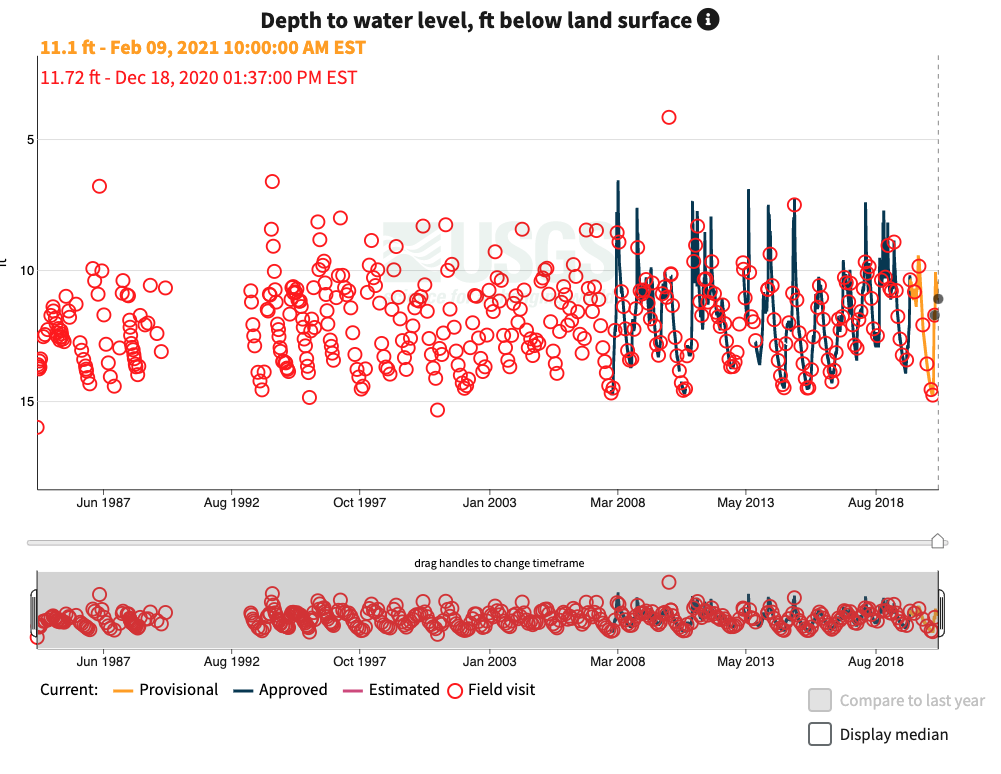 Depth to water level, ft below land surface
11.1 ft - Feb 09, 2021 10:00:00 AM EST
11.72 ft - Dec 18, 2020 01:37:00 PM EST
5
10
15
ft
USGS
Jun 1987 Aug 1992 Oct 1997 Jan 2003 Mar 2008 May 2013 Aug 2018
drag handles to change timeframe
Jun 1987 Aug 1992 Oct 1997 Jan 2003 Mar 2008 May 2013 Aug 2018
Current: Provisional Approved Estimated Field visit
Compare to last year
Display median